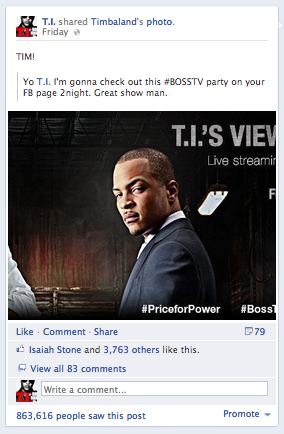 T.I. shared Timbaland's photo.
Friday
TIM!
Yo T.I. I'm gonna check out this #BOSSTV party on your
FB page 2night. Great show man.
T.I.'S VIEW
Live streamin
F
#PriceforPower
#BossT
Like · Comment · Share
79
Isaiah Stone and 3,763 others like this.
View all 83 comments
Write a comment...
863,616 people saw this post
Promote